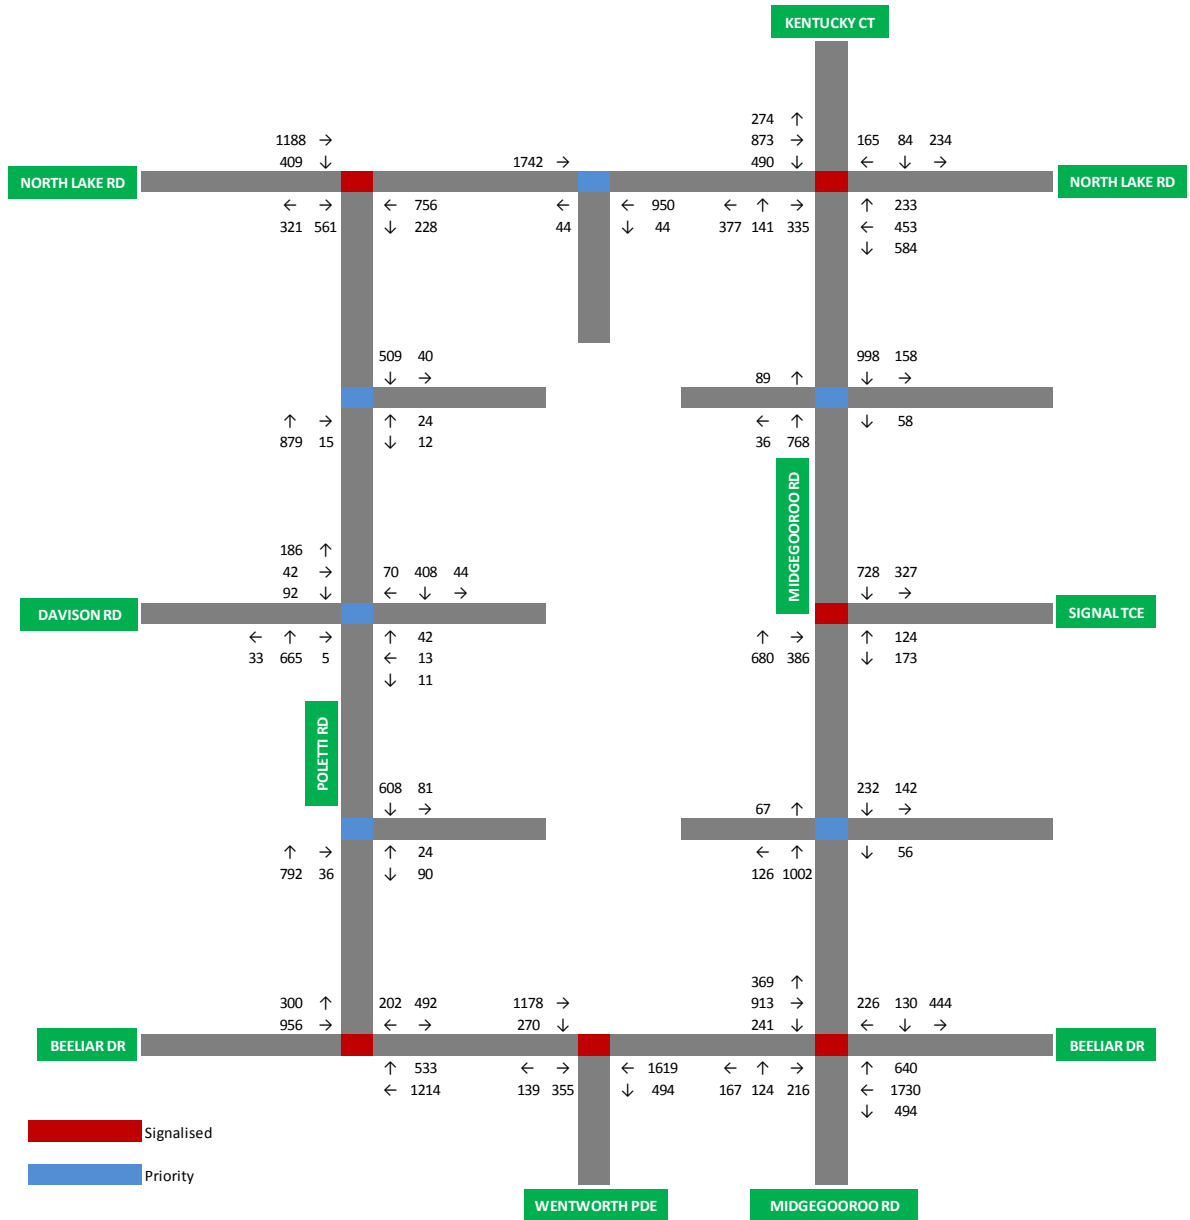 KENTUCKY CT
274 ↑
1188 → 873 → 165 84 234
409 ↓ 1742 → 490 ↓ ← ↓ →
NORTH LAKE RD NORTH LAKE RD
← → ← 756 ← ← 950 ← ↑ → ↑ 233
321 561 ↓ 228 44 ↓ 44 377 141 335 ← 453
↓ 584
509 40 998 158
↓ → 89 ↑ ↓ →
↑ → ↑ 24 ← ↑ ↓ 58
879 15 ↓ 12 36 768
MIDGEGOOROO RD
186 ↑
42 → 70 408 44 728 327
92 ↓ ← ↓ → ↓ →
DAVISON RD SIGNAL TCE
← ↑ → ↑ 42 ↑ → ↑ 124
33 665 5 ← 13 680 386 ↓ 173
↓ 11
POLETTI RD
608 81 232 142
↓ → 67 ↑ ↓ →
↑ → ↑ 24 ← ↑ ↓ 56
792 36 ↓ 90 126 1002
369 ↑
300 ↑ 202 492 1178 → 913 → 226 130 444
956 → ← → 270 ↓ 241 ↓ ← ↓ →
BEELIAR DR BEELIAR DR
↑ 533 ← → ← 1619 ← ↑ → ↑ 640
← 1214 139 355 ↓ 494 167 124 216 ← 1730
↓ 494
Signalised
Priority
WENTWORTH PDE MIDGEGOOROO RD